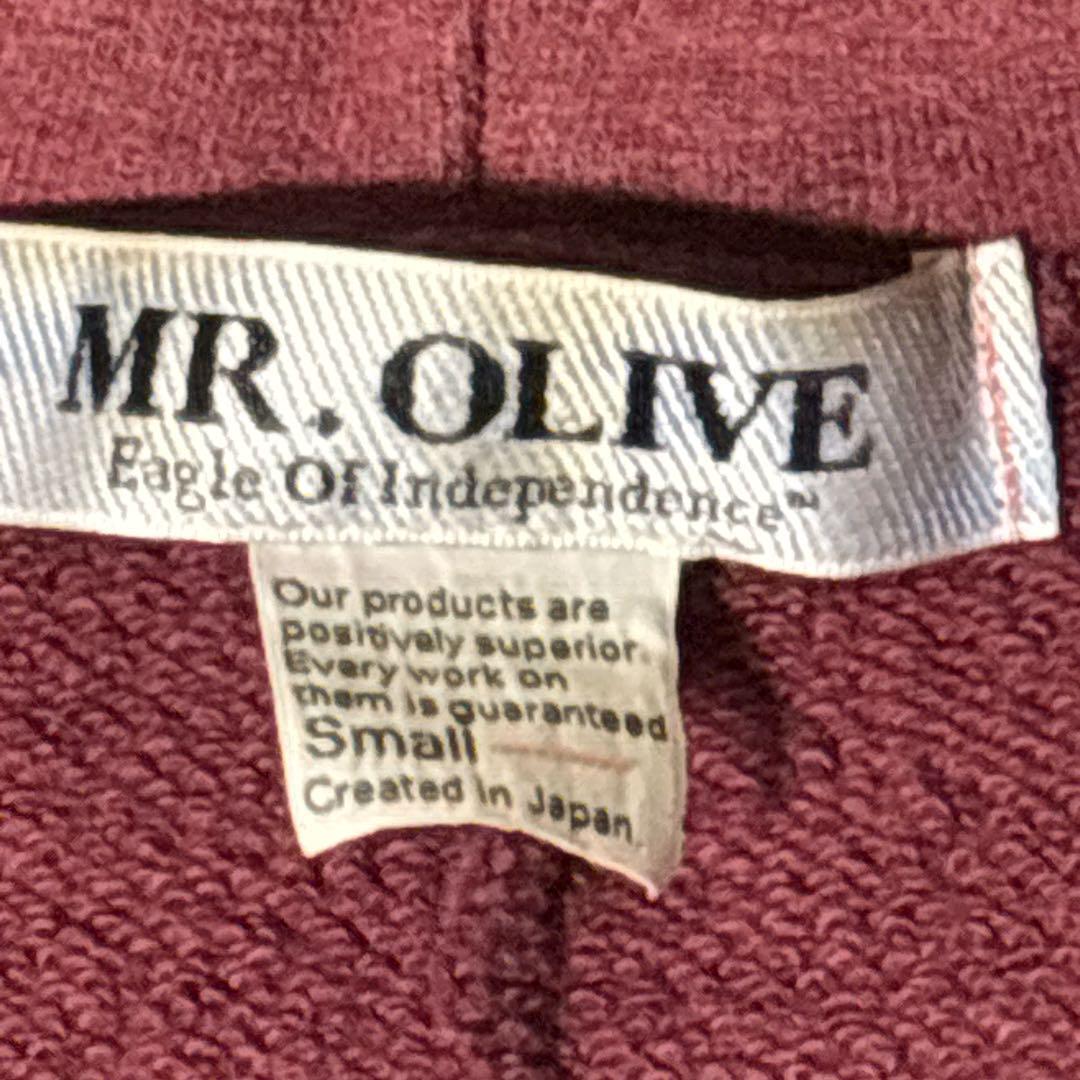 MR. OLIVE
Eagle Of Independence™
Our products are
positively superior.
Every work on
them is guaranteed
Small
Created in Japan.